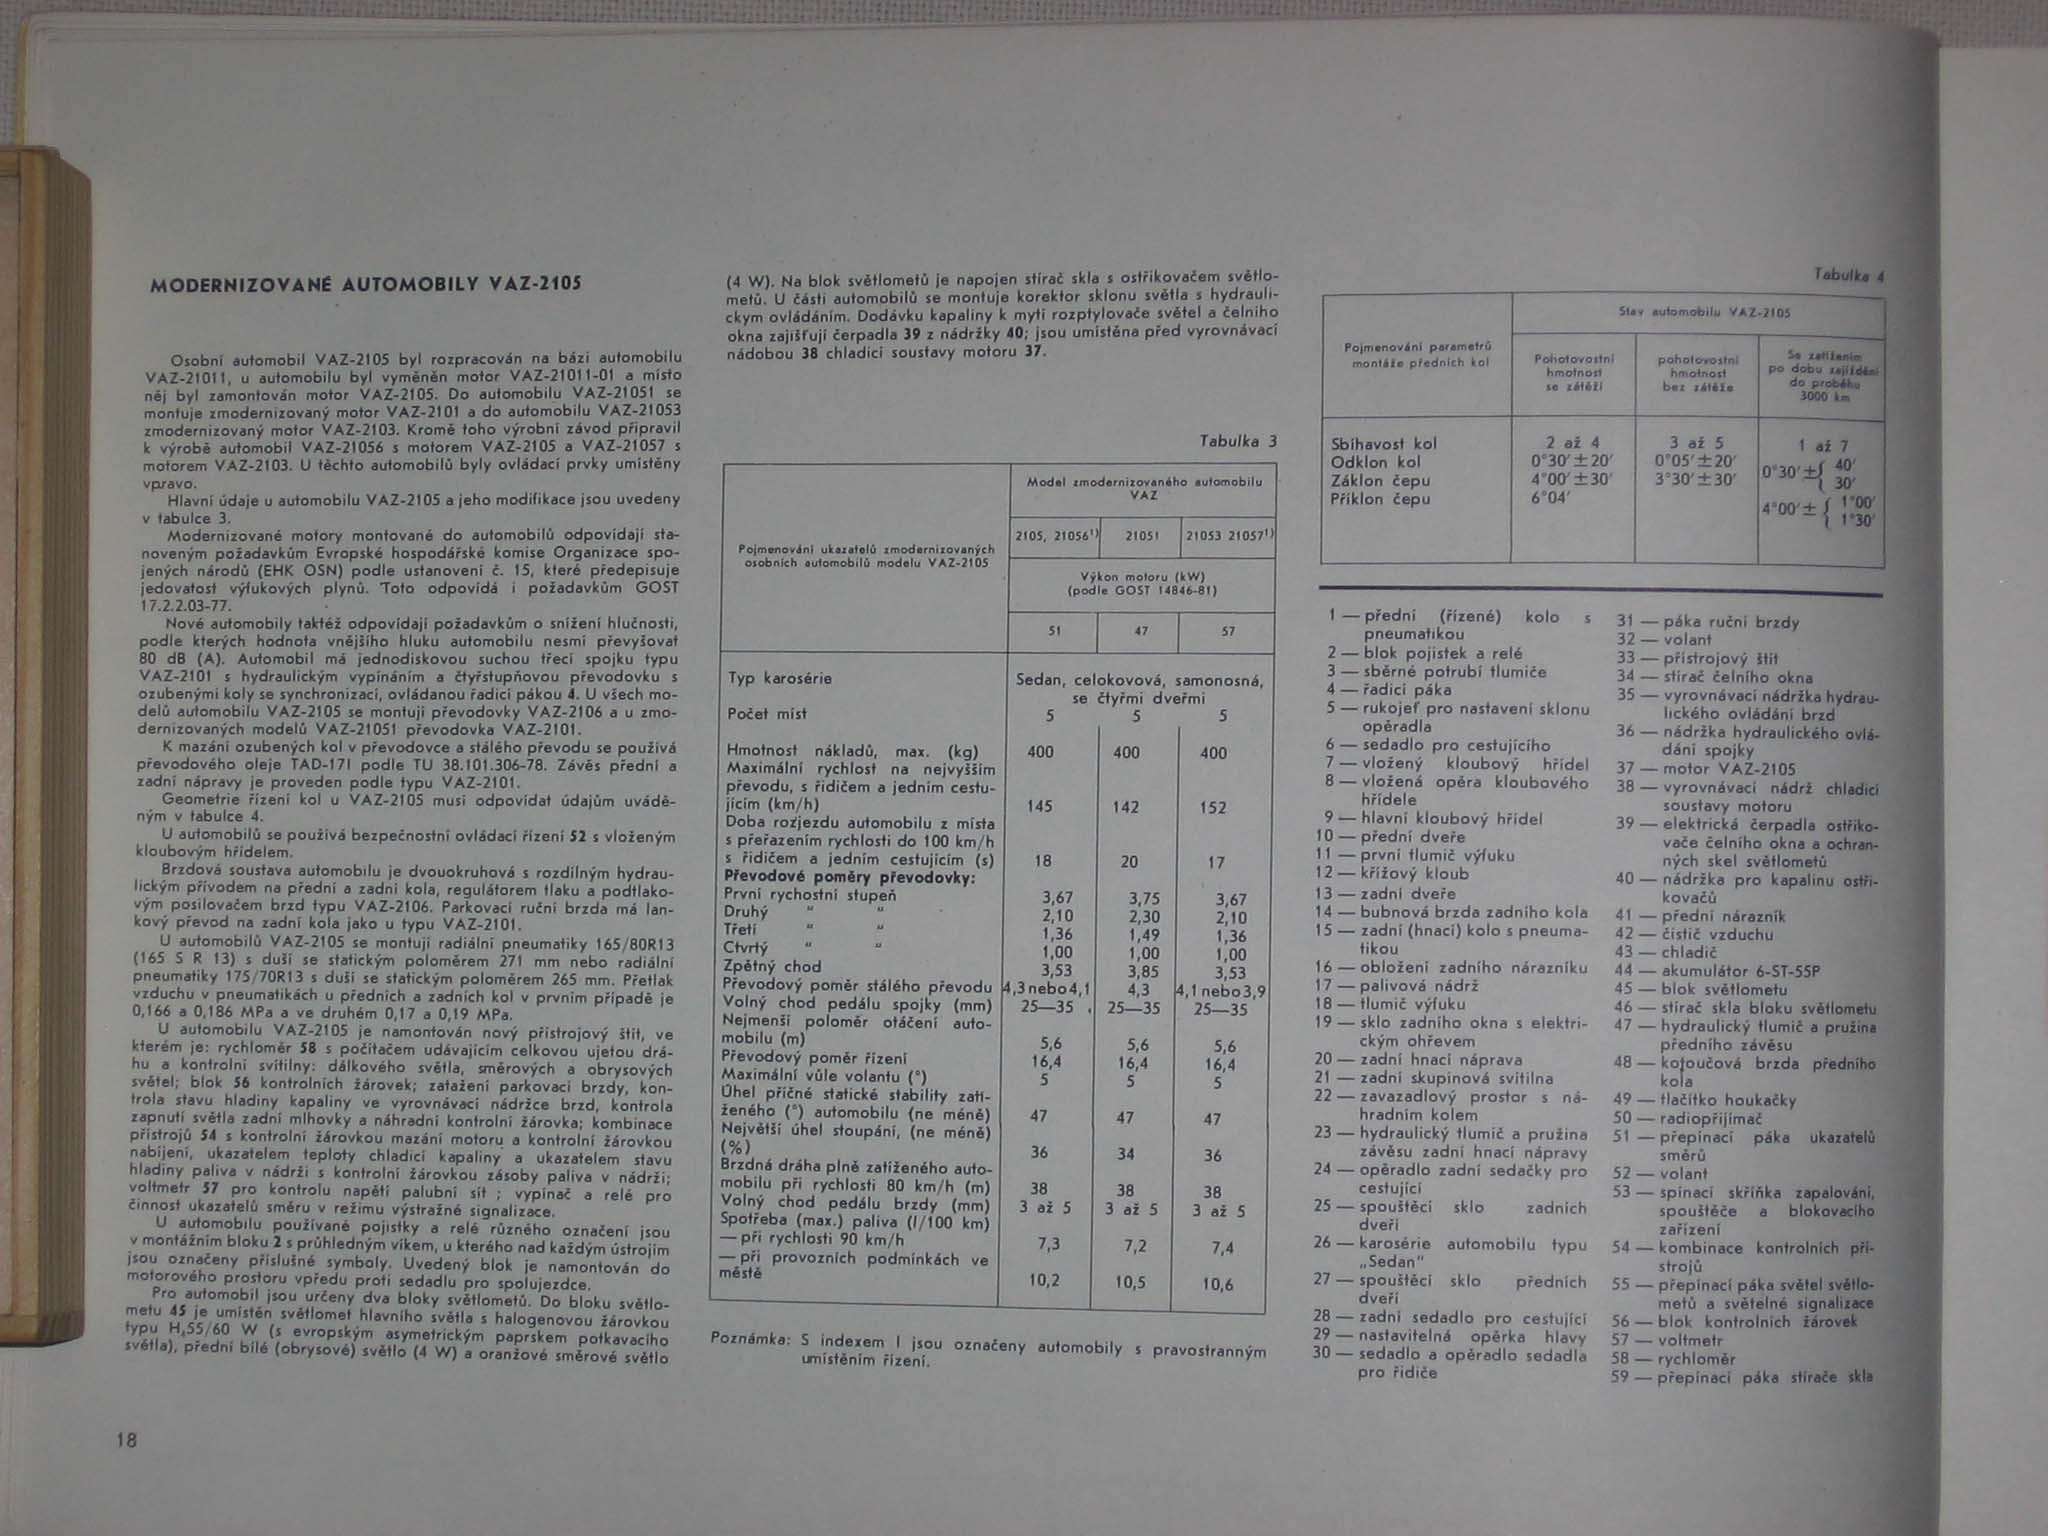 MODERNIZOVANÉ AUTOMOBILY VAZ-2105
Osobní automobil VAZ-2105 byl rozpracován na bázi automobilu
VAZ-21011, u automobilu byl vyměněn motor VAZ-21011-01 a místo
něj byl zamontován motor VAZ-2105. Do automobilu VAZ-21051 se
montuje zmodernizovaný motor VAZ-2101 a do automobilu VAZ-21053
zmodernizovaný motor VAZ-2103. Kromě toho výrobní závod připravil
k výrobě automobil VAZ-21056 s motorem VAZ-2105 a VAZ-21057 s
motorem VAZ-2103. U těchto automobilů byly ovládací prvky umístěny
vpravo.
Hlavní údaje u automobilu VAZ-2105 a jeho modifikace jsou uvedeny
v tabulce 3.
Modernizované motory montované do automobilů odpovídají sta-
noveným požadavkům Evropské hospodářské komise Organizace spo-
jených národů (EHK OSN) podle ustanovení č. 15, které předepisuje
jedovatost výfukových plynů. Toto odpovídá i požadavkům GOST
17.2.2.03-77.
Nové automobily taktéž odpovídají požadavkům o snížení hlučnosti,
podle kterých hodnota vnějšího hluku automobilu nesmí převyšovat
80 dB (A). Automobil má jednodiskovou suchou třecí spojku typu
VAZ-2101 s hydraulickým vypínáním a čtyřstupňovou převodovku s
ozubenými koly se synchronizací, ovládanou řadicí pákou 4. U všech mo-
delů automobilu VAZ-2105 se montují převodovky VAZ-2106 a u zmo-
dernizovaných modelů VAZ-21051 převodovka VAZ-2101.
K mazání ozubených kol v převodovce a stálého převodu se používá
převodového oleje TAD-17I podle TU 38.101.306-78. Závěs přední a
zadní nápravy je proveden podle typu VAZ-2101.
Geometrie řízení kol u VAZ-2105 musí odpovídat údajům uvádě-
ným v tabulce 4.
U automobilů se používá bezpečnostní ovládací řízení 52 s vloženým
kloubovým hřídelem.
Brzdová soustava automobilu je dvouokruhová s rozdílným hydrau-
lickým přívodem na přední a zadní kola, regulátorem tlaku a podtlako-
vým posilovačem brzd typu VAZ-2106. Parkovací ruční brzda má lan-
kový převod na zadní kola jako u typu VAZ-2101.
U automobilů VAZ-2105 se montují radiální pneumatiky 165/80R13
(165 S R 13) s duší se statickým poloměrem 271 mm nebo radiální
pneumatiky 175/70R13 s duší se statickým poloměrem 265 mm. Přetlak
vzduchu v pneumatikách u předních a zadních kol v prvním případě je
0,166 a 0,186 MPa a ve druhém 0,17 a 0,19 MPa.
U automobilu VAZ-2105 je namontován nový přístrojový štít, ve
kterém je: rychloměr 58 s počítačem udávajícím celkovou ujetou drá-
hu a kontrolní svítilny: dálkového světla, směrových a obrysových
světel; blok 56 kontrolních žárovek; zatažení parkovací brzdy, kon-
trola stavu hladiny kapaliny ve vyrovnávací nádržce brzd, kontrola
zapnutí světla zadní mlhovky a náhradní kontrolní žárovka; kombinace
přístrojů 54 s kontrolní žárovkou mazání motoru a kontrolní žárovkou
nabíjení, ukazatelem teploty chladicí kapaliny a ukazatelem stavu
hladiny paliva v nádrži s kontrolní žárovkou zásoby paliva v nádrži;
voltmetr 57 pro kontrolu napětí palubní sít ; vypínač a relé pro
činnost ukazatelů směru v režimu výstražné signalizace.
U automobilu používané pojistky a relé různého označení jsou
v montážním bloku 2 s průhledným víkem, u kterého nad každým ústrojím
jsou označeny příslušné symboly. Uvedený blok je namontován do
motorového prostoru vpředu proti sedadlu pro spolujezdce.
Pro automobil jsou určeny dva bloky světlometů. Do bloku světlo-
metu 45 je umístěn světlomet hlavního světla s halogenovou žárovkou
typu H₄55/60 W (s evropským asymetrickým paprskem potkavacího
světla), přední bílé (obrysové) světlo (4 W) a oranžové směrové světlo
18
(4 W). Na blok světlometů je napojen stírač skla s ostřikovačem světlo-
metů. U části automobilů se montuje korektor sklonu světla s hydrauli-
ckym ovládáním. Dodávku kapaliny k mytí rozptylovače světel a čelního
okna zajišťují čerpadla 39 z nádržky 40; jsou umístěna před vyrovnávací
nádobou 38 chladicí soustavy motoru 37.
Tabulka 3
Pojmenování ukazatelů zmodernizovaných
osobních automobilů modelu VAZ-2105
Model zmodernizovaného automobilu
VAZ
2105, 21056¹⁾ 21051 21053 21057¹⁾
Výkon motoru (kW)
(podle GOST 14846-81)
51 47 57
Typ karosérie Sedan, celokovová, samonosná,
se čtyřmi dveřmi
Počet míst 5 5 5
Hmotnost nákladů, max. (kg) 400 400 400
Maximální rychlost na nejvyšším
převodu, s řidičem a jedním cestu-
jícím (km/h) 145 142 152
Doba rozjezdu automobilu z místa
s přeřazením rychlosti do 100 km/h
s řidičem a jedním cestujícím (s) 18 20 17
Převodové poměry převodovky:
První rychostní stupeň 3,67 3,75 3,67
Druhý " " 2,10 2,30 2,10
Třetí " " 1,36 1,49 1,36
Čtvrtý " " 1,00 1,00 1,00
Zpětný chod 3,53 3,85 3,53
Převodový poměr stálého převodu 4,3 nebo 4,1 4,3 4,1 nebo 3,9
Volný chod pedálu spojky (mm) 25—35 25—35 25—35
Nejmenší poloměr otáčení auto-
mobilu (m) 5,6 5,6 5,6
Převodový poměr řízení 16,4 16,4 16,4
Maximální vůle volantu (°) 5 5 5
Úhel příčné statické stability zatí-
ženého (°) automobilu (ne méně) 47 47 47
Největší úhel stoupání, (ne méně)
(%) 36 34 36
Brzdná dráha plně zatíženého auto-
mobilu při rychlosti 80 km/h (m) 38 38 38
Volný chod pedálu brzdy (mm) 3 až 5 3 až 5 3 až 5
Spotřeba (max.) paliva (l/100 km)
— při rychlosti 90 km/h 7,3 7,2 7,4
— při provozních podmínkách ve
městě 10,2 10,5 10,6
Poznámka: S indexem I jsou označeny automobily s pravostranným
umístěním řízení.
Tabulka 4
Pojmenování parametrů
montáže předních kol
Stav automobilu VAZ-2105
Pohotovostní
hmotnost
se zátěží
pohotovostní
hmotnost
bez zátěže
Se zatížením
po dobu zajíždění
do proběhu
3000 km
Sbíhavost kol 2 až 4 3 až 5 1 až 7
Odklon kol 0°30'±20' 0°05'±20' 0°30'±{ 40' 30'
Záklon čepu 4°00'±30' 3°30'±30' 4°00'± { 1°00' 1°30'
Příklon čepu 6°04'
1 — přední (řízené) kolo s
pneumatikou
2 — blok pojistek a relé
3 — sběrné potrubí tlumiče
4 — řadicí páka
5 — rukojeť pro nastavení sklonu
opěradla
6 — sedadlo pro cestujícího
7 — vložený kloubový hřídel
8 — vložená opěra kloubového
hřídele
9 — hlavní kloubový hřídel
10 — přední dveře
11 — první tlumič výfuku
12 — křížový kloub
13 — zadní dveře
14 — bubnová brzda zadního kola
15 — zadní (hnací) kolo s pneuma-
tikou
16 — obložení zadního nárazníku
17 — palivová nádrž
18 — tlumič výfuku
19 — sklo zadního okna s elektri-
ckým ohřevem
20 — zadní hnací náprava
21 — zadní skupinová svítilna
22 — zavazadlový prostor s ná-
hradním kolem
23 — hydraulický tlumič a pružina
závěsu zadní hnací nápravy
24 — opěradlo zadní sedačky pro
cestující
25 — spouštěcí sklo zadních
dveří
26 — karosérie automobilu typu
„Sedan"
27 — spouštěcí sklo předních
dveří
28 — zadní sedadlo pro cestující
29 — nastavitelná opěrka hlavy
30 — sedadlo a opěradlo sedadla
pro řidiče
31 — páka ruční brzdy
32 — volant
33 — přístrojový štít
34 — stírač čelního okna
35 — vyrovnávací nádržka hydrau-
lického ovládání brzd
36 — nádržka hydraulického ovlá-
dání spojky
37 — motor VAZ-2105
38 — vyrovnávací nádrž chladicí
soustavy motoru
39 — elektrická čerpadla ostřiko-
vače čelního okna a ochran-
ných skel světlometů
40 — nádržka pro kapalinu ostři-
kovačů
41 — přední nárazník
42 — čistič vzduchu
43 — chladič
44 — akumulátor 6-ST-55P
45 — blok světlometu
46 — stírač skla bloku světlometu
47 — hydraulický tlumič a pružina
předního závěsu
48 — kotoučová brzda předního
kola
49 — tlačítko houkačky
50 — radiopřijímač
51 — přepínací páka ukazatelů
směrů
52 — volant
53 — spínací skříňka zapalování,
spouštěče a blokovacího
zařízení
54 — kombinace kontrolních pří-
strojů
55 — přepínací páka světel světlo-
metů a světelné signalizace
56 — blok kontrolních žárovek
57 — voltmetr
58 — rychloměr
59 — přepínací páka stírače skla